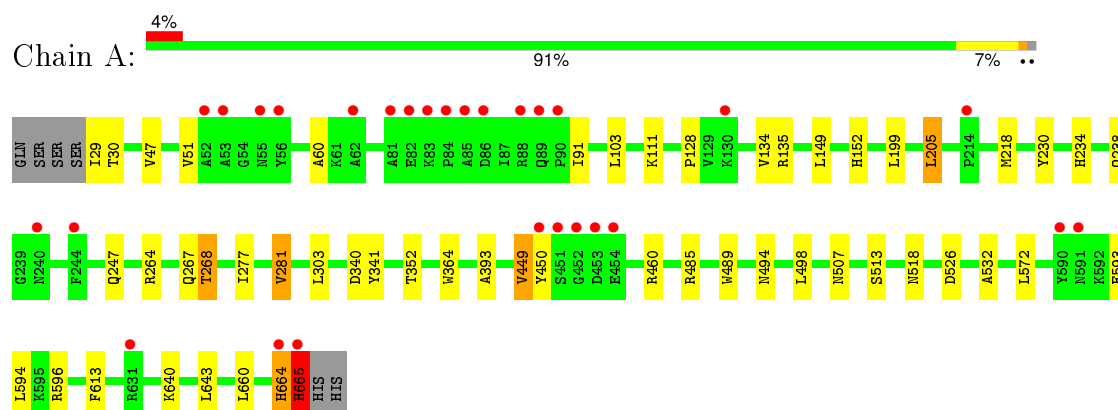 4%
Chain A:
91% 7% • •
GLN SER SER SER I29 T30 V47 V51 A52 A53 G54 N55 Y56 A60 K61 A62 A81 E82 K83 P84 A85 D86 I87 R88 Q89 P90 I91 L103 K111 P128 V129 K130 V134 R135 L149 H152 L199 L205 P214 M218 Y230 H234
G239 N240 F244 Q247 R264 Q267 T268 I277 V281 L303 D340 Y341 T352 W364 A393 V449 Y450 S451 G452 D453 E454 R460 R485 W489 N494 L498 N507 S513 N518 D526 A532 L572 Y590 N591 K592
L594 K595 R596 F613 R631 K640 L643 L660 H664 H665 HIS HIS